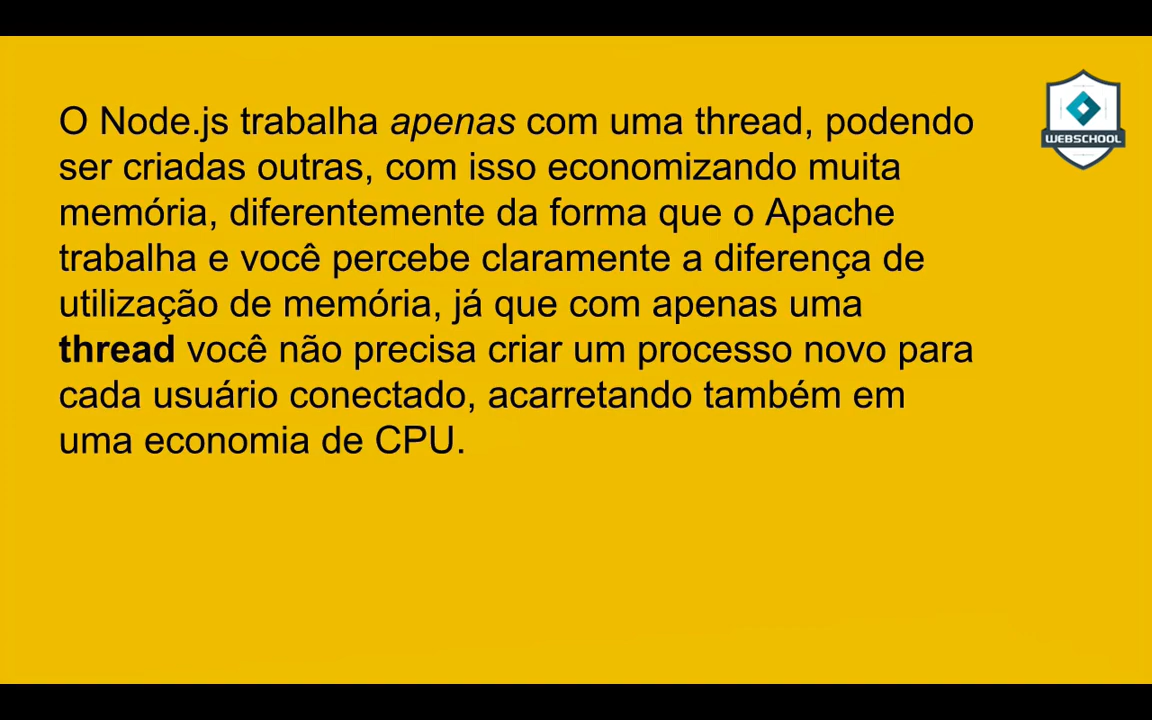 O Node.js trabalha apenas com uma thread, podendo
ser criadas outras, com isso economizando muita
memória, diferentemente da forma que o Apache
trabalha e você percebe claramente a diferença de
utilização de memória, já que com apenas uma
thread você não precisa criar um processo novo para
cada usuário conectado, acarretando também em
uma economia de CPU.
WEBSCHOOL